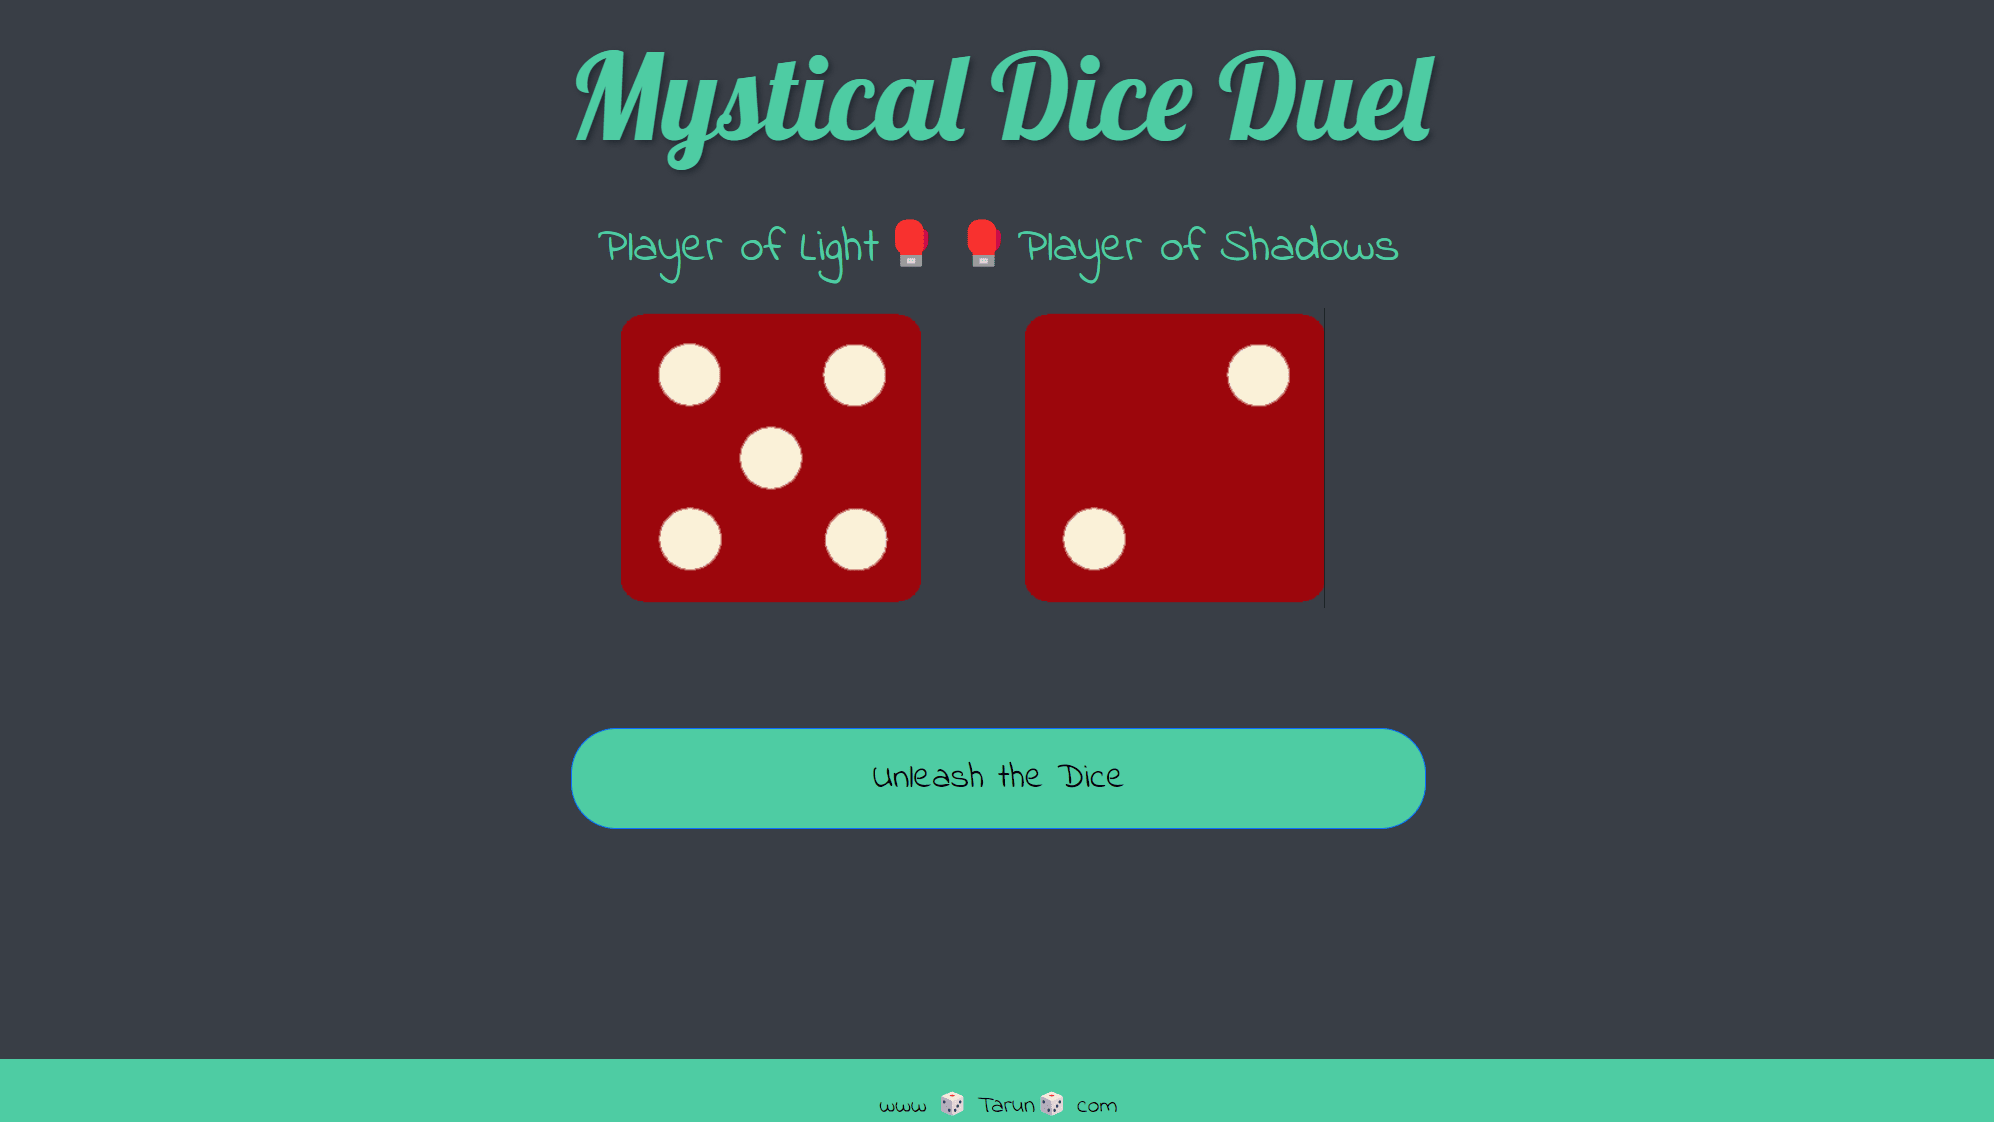 Mystical Dice Duel
Player of Light🥊 🥊 Player of Shadows
Unleash the Dice
www 🎲 Tarun🎲 com